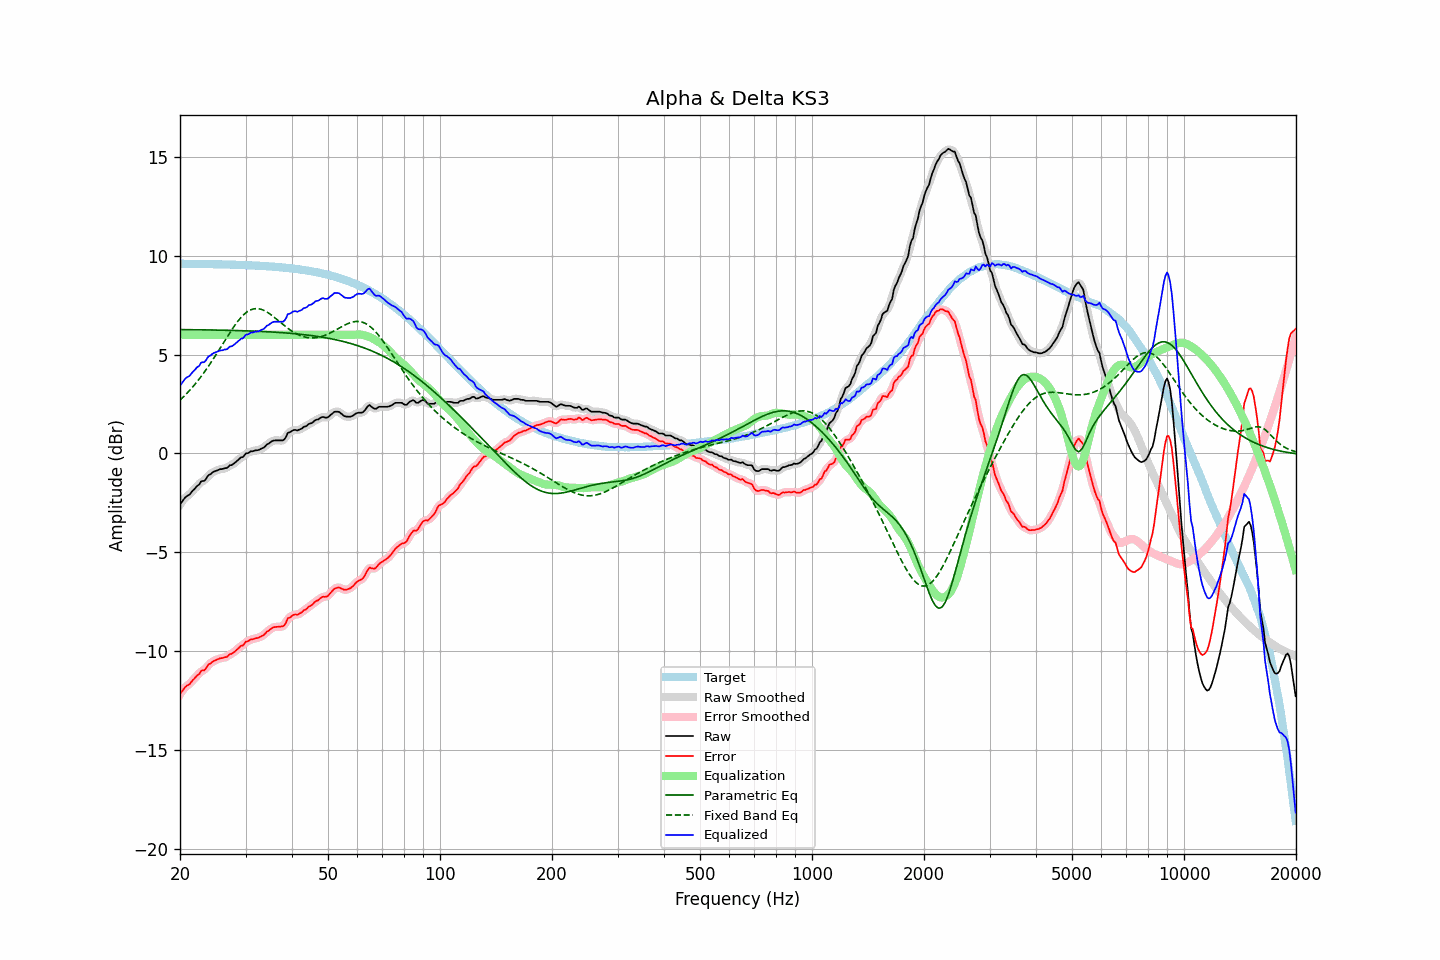 Alpha & Delta KS3
Amplitude (dBr)
15
10
5
0
−5
−10
−15
−20
20
50
100
200
500
1000
2000
5000
10000
20000
Frequency (Hz)
Target
Raw Smoothed
Error Smoothed
Raw
Error
Equalization
Parametric Eq
Fixed Band Eq
Equalized